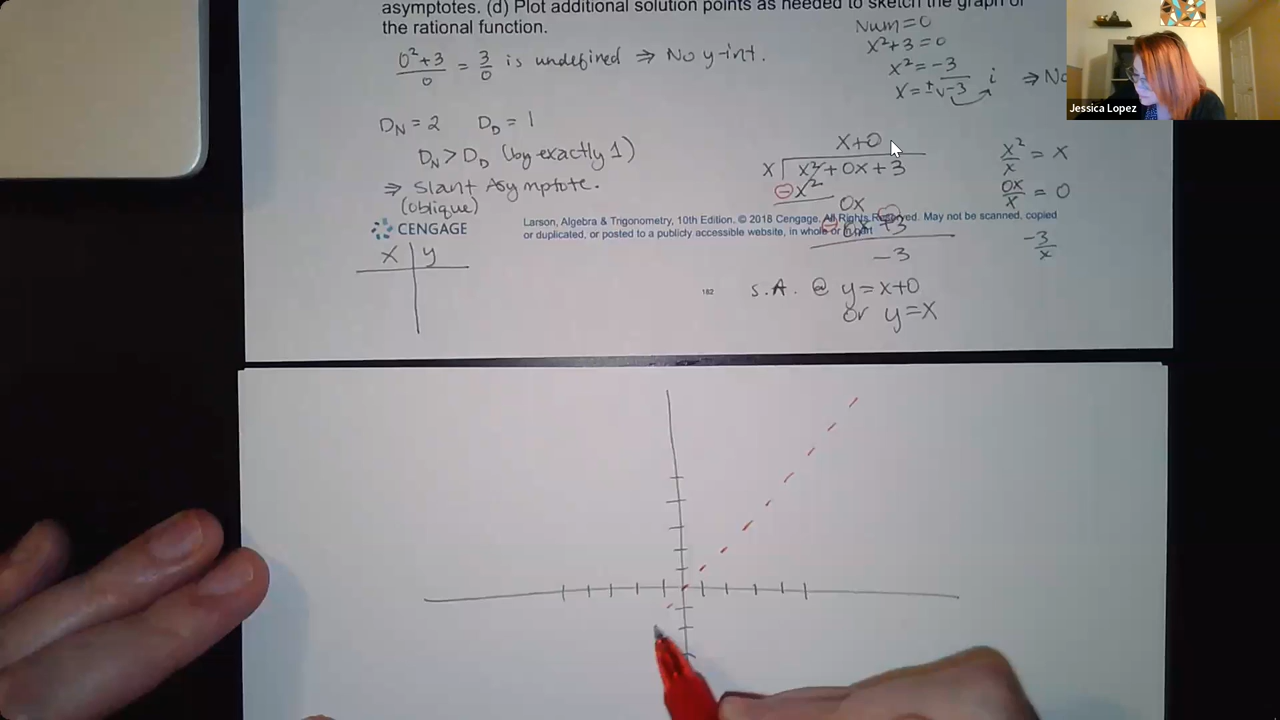 asymptotes. (d) Plot additional solution points as needed to sketch the graph of
the rational function.
0²+3/0 = 3/0 is undefined ⇒ No y-int.
Num=0
x²+3=0
x²=-3
x=±√-3 i ⇒ No
Jessica Lopez
D_N=2 D_D=1
D_N>D_D (by exactly 1)
⇒ Slant Asymptote.
(oblique)
x+0
x x²+0x+3
-x²
0x
+3
-3
x²/x = x
0x/x = 0
-3/x
CENGAGE
Larson, Algebra & Trigonometry, 10th Edition. © 2018 Cengage. All Rights Reserved. May not be scanned, copied
or duplicated, or posted to a publicly accessible website, in whole or in part
x y
182
S.A. @ y=x+0
or y=x